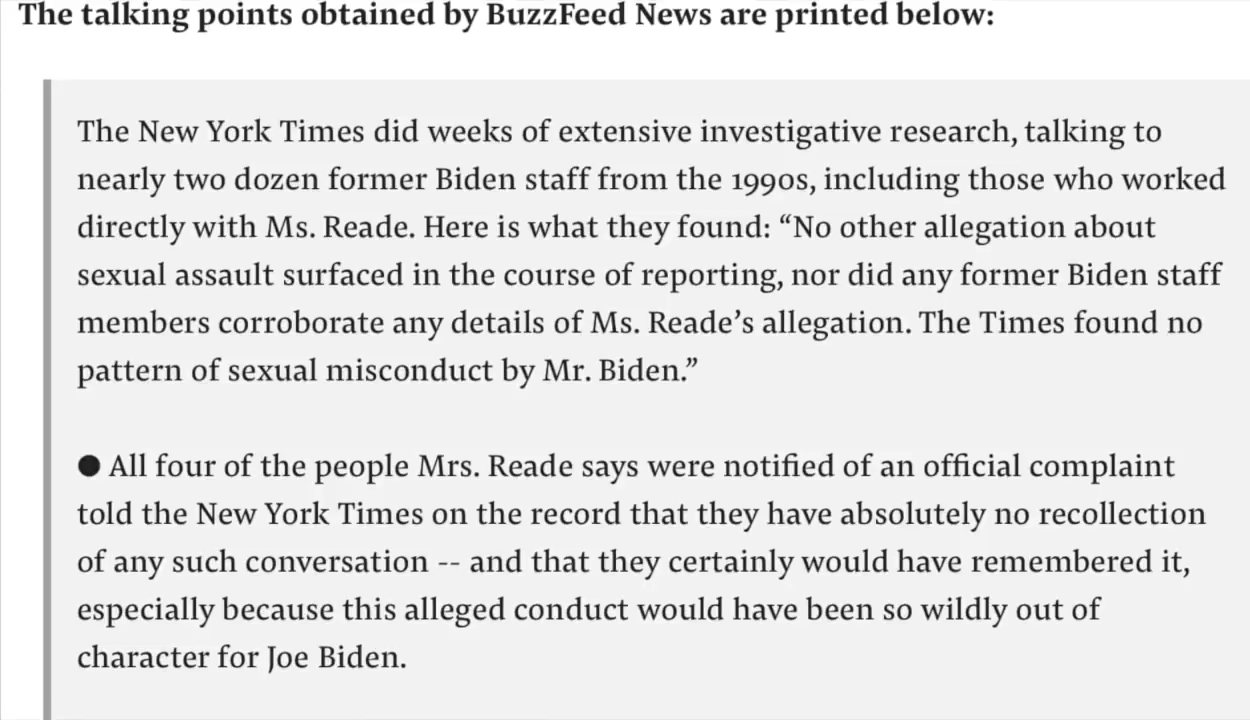 The talking points obtained by BuzzFeed News are printed below:
The New York Times did weeks of extensive investigative research, talking to
nearly two dozen former Biden staff from the 1990s, including those who worked
directly with Ms. Reade. Here is what they found: “No other allegation about
sexual assault surfaced in the course of reporting, nor did any former Biden staff
members corroborate any details of Ms. Reade’s allegation. The Times found no
pattern of sexual misconduct by Mr. Biden.”
● All four of the people Mrs. Reade says were notified of an official complaint
told the New York Times on the record that they have absolutely no recollection
of any such conversation -- and that they certainly would have remembered it,
especially because this alleged conduct would have been so wildly out of
character for Joe Biden.